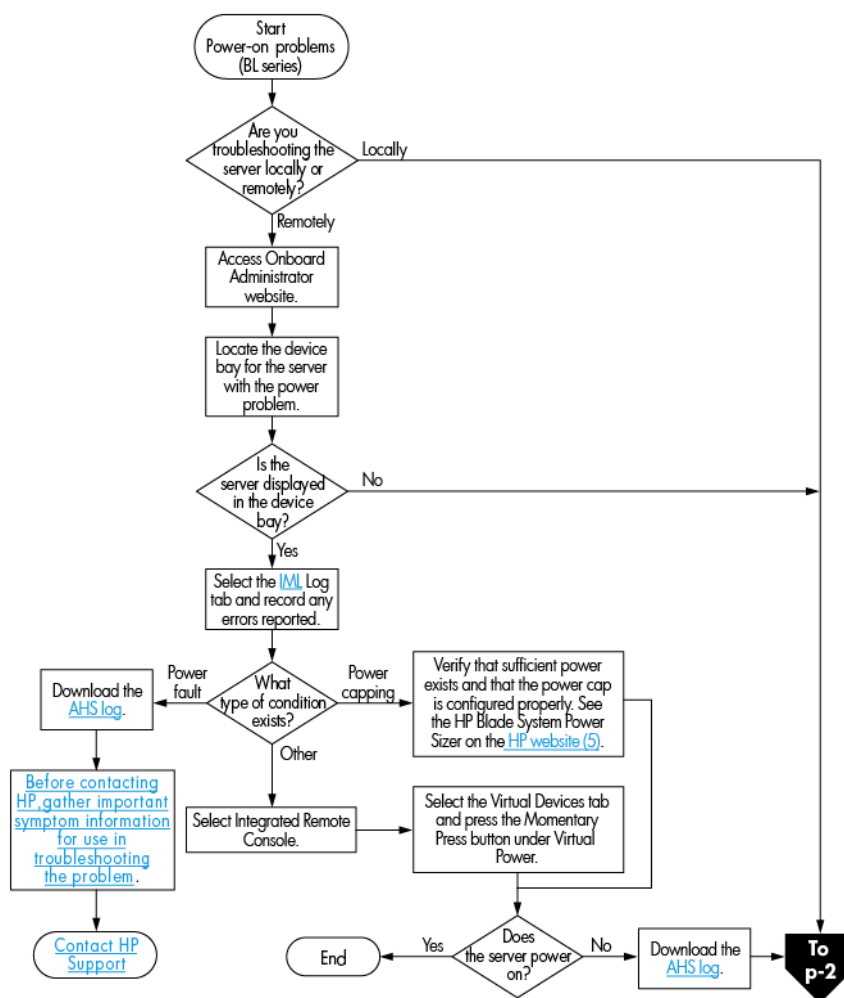 Start
Power-on problems
(BL series)
Are you
troubleshooting the
server locally or
remotely?
Locally
Remotely
Access Onboard
Administrator
website.
Locate the device
bay for the server
with the power
problem.
Is the
server displayed
in the device
bay?
No
Yes
Select the IML Log
tab and record any
errors reported.
What
type of condition
exists?
Power
fault
Power
capping
Other
Download the
AHS log.
Before contacting
HP,gather important
symptom information
for use in
troubleshooting
the problem.
Contact HP
Support
Verify that sufficient power
exists and that the power cap
is configured properly. See
the HP Blade System Power
Sizer on the HP website (5).
Select Integrated Remote
Console.
Select the Virtual Devices tab
and press the Momentary
Press button under Virtual
Power.
Does
the server power
on?
Yes
End
No
Download the
AHS log.
To
p-2